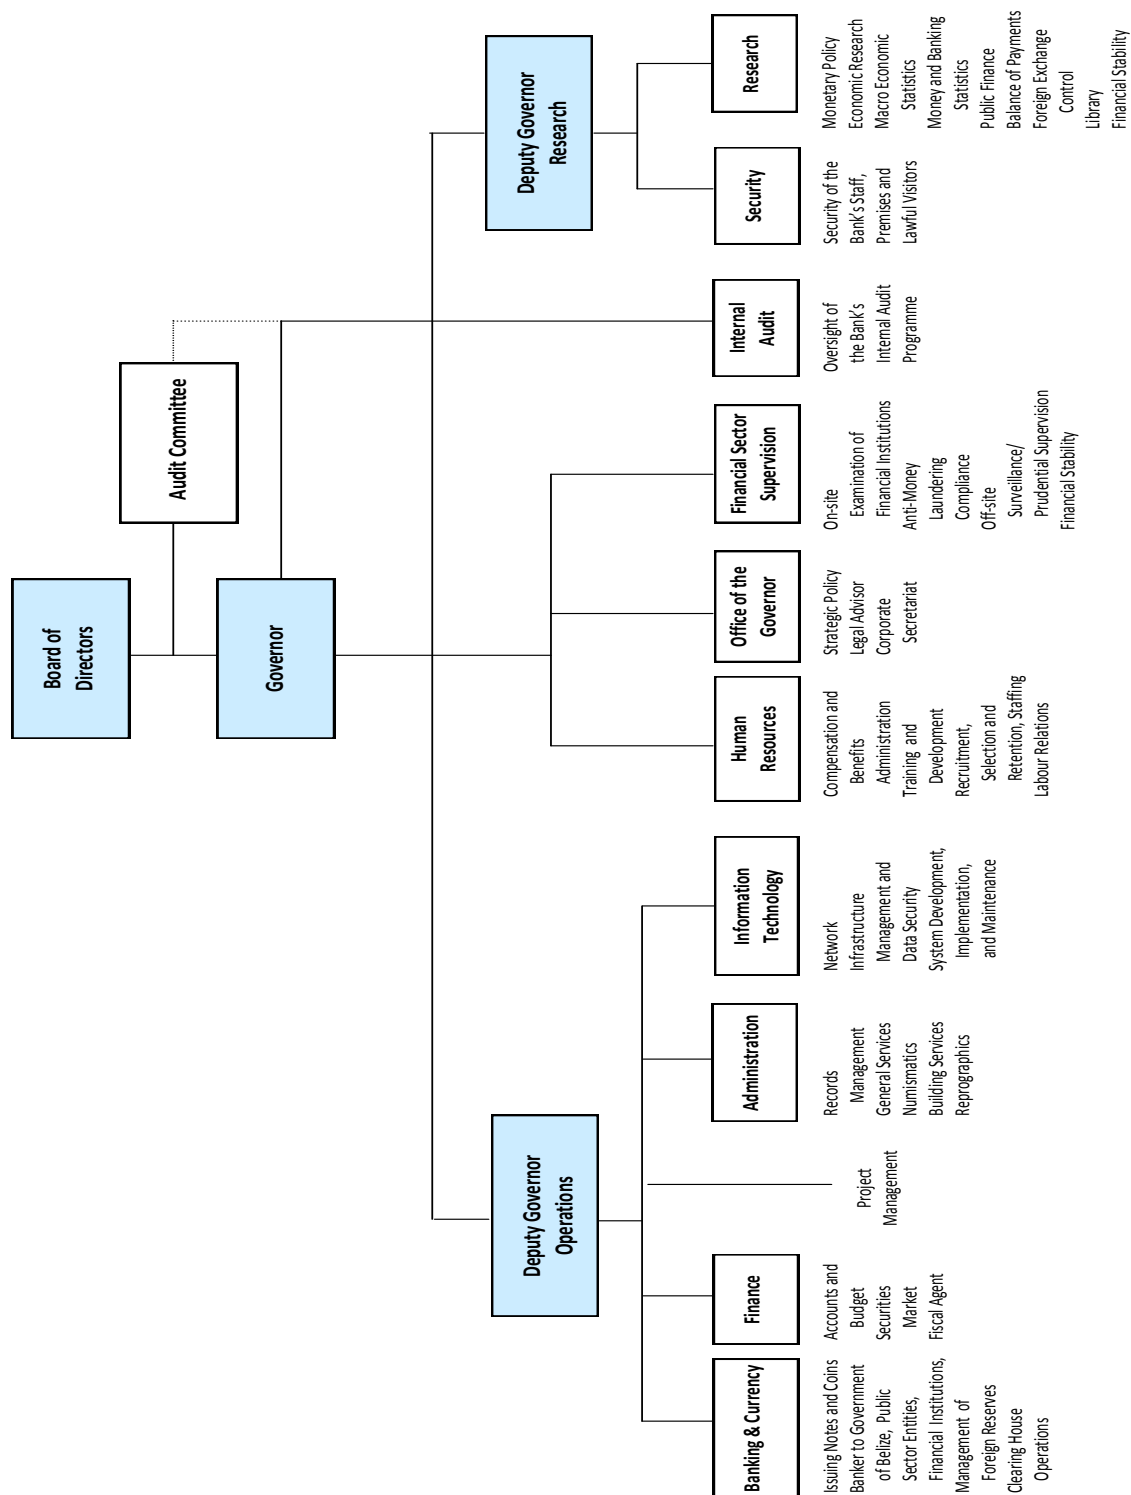 Board of
Directors
Audit Committee
Governor
Deputy Governor
Operations
Deputy Governor
Research
Banking & Currency
Issuing Notes and Coins
Banker to Government
of Belize, Public
Sector Entities,
Financial Institutions,
Management of
Foreign Reserves
Clearing House
Operations
Finance
Accounts and
Budget
Securities
Market
Fiscal Agent
Project
Management
Administration
Records
Management
General Services
Numismatics
Building Services
Reprographics
Information
Technology
Network
Infrastructure
Management and
Data Security
System Development,
Implementation,
and Maintenance
Human
Resources
Compensation and
Benefits
Administration
Training and
Development
Recruitment,
Selection and
Retention, Staffing
Labour Relations
Office of the
Governor
Strategic Policy
Legal Advisor
Corporate
Secretariat
Financial Sector
Supervision
On-site
Examination of
Financial Institutions
Anti-Money
Laundering
Compliance
Off-site
Surveillance/
Prudential Supervision
Financial Stability
Internal
Audit
Oversight of
the Bank's
Internal Audit
Programme
Security
Security of the
Bank's Staff,
Premises and
Lawful Visitors
Research
Monetary Policy
Economic Research
Macro Economic
Statistics
Money and Banking
Statistics
Public Finance
Balance of Payments
Foreign Exchange
Control
Library
Financial Stability